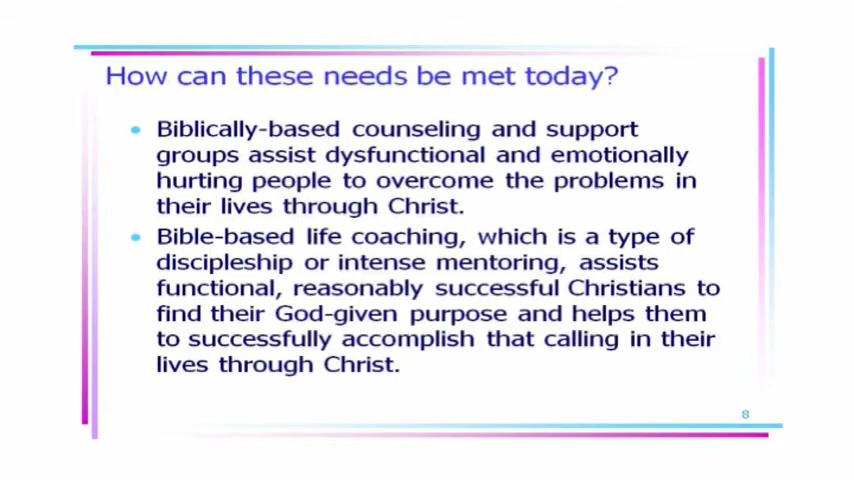 How can these needs be met today?
• Biblically-based counseling and support
groups assist dysfunctional and emotionally
hurting people to overcome the problems in
their lives through Christ.
• Bible-based life coaching, which is a type of
discipleship or intense mentoring, assists
functional, reasonably successful Christians to
find their God-given purpose and helps them
to successfully accomplish that calling in their
lives through Christ.
8